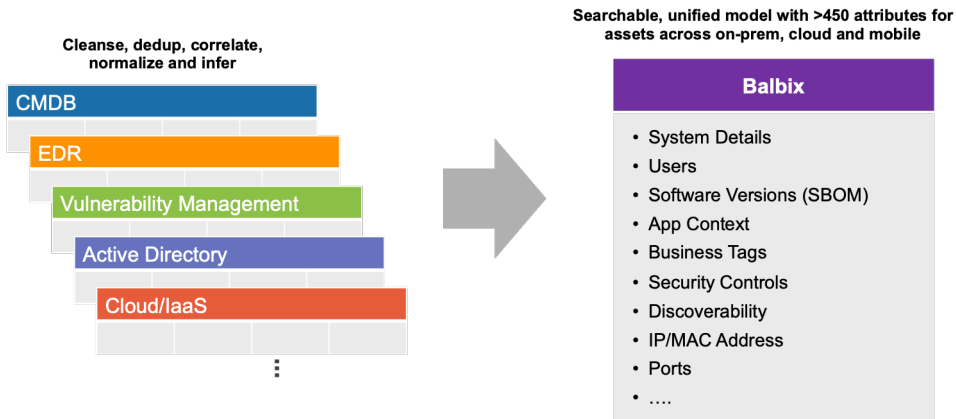 Cleanse, dedup, correlate,
normalize and infer
CMDB
EDR
Vulnerability Management
Active Directory
Cloud/IaaS
Searchable, unified model with >450 attributes for
assets across on-prem, cloud and mobile
Balbix
• System Details
• Users
• Software Versions (SBOM)
• App Context
• Business Tags
• Security Controls
• Discoverability
• IP/MAC Address
• Ports
• ….